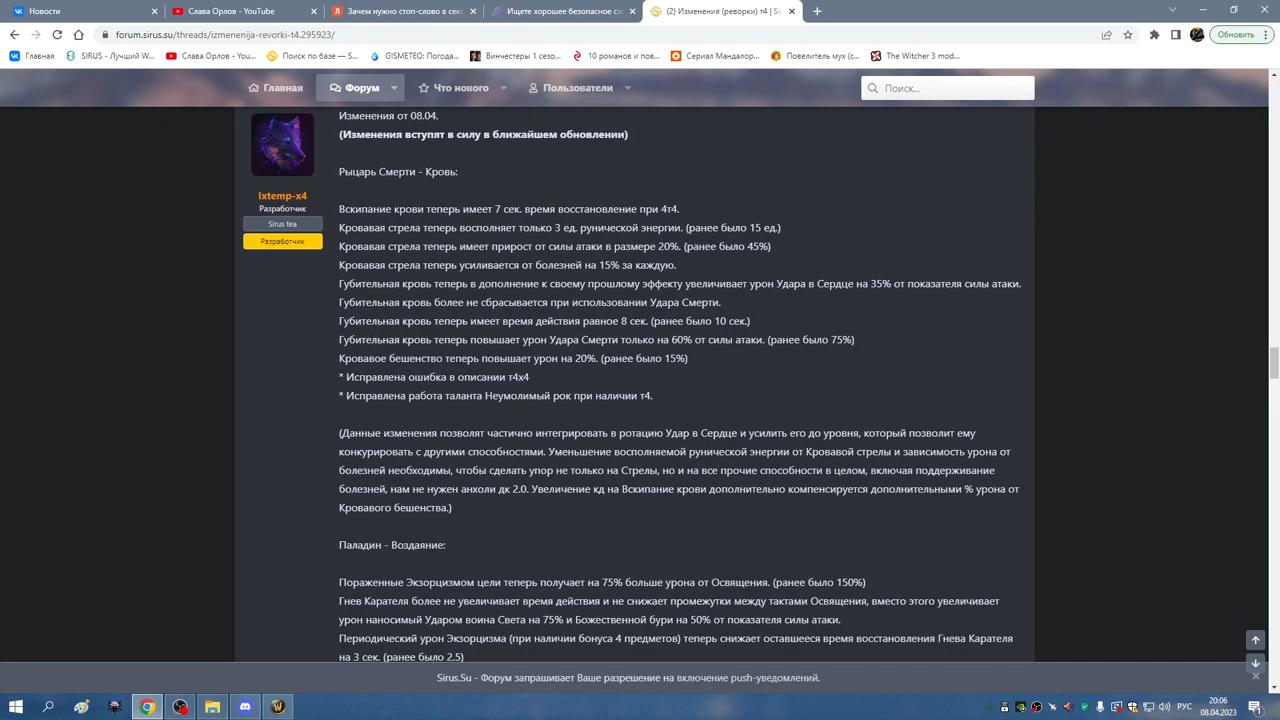 Новости
Слава Орлов - YouTube
Зачем нужно стоп-слово в секс
Ищете хорошее безопасное сл
(2) Изменения (реворки) т4 | Si
forum.sirus.su/threads/izmenenija-revorki-t4.295923/
Обновить
Главная
SIRUS - Лучший W...
Слава Орлов - You...
Поиск по базе — S...
GISMETEO: Погода...
Винчестеры 1 сезо...
10 романов и пов...
Сериал Мандалор...
Повелитель мух (с...
The Witcher 3 mod...
Главная
Форум
Что нового
Пользователи
Поиск...
Изменения от 08.04.
(Изменения вступят в силу в ближайшем обновлении)
lxtemp-x4
Разработчик
Sirus tea
Разработчик
Рыцарь Смерти - Кровь:
Вскипание крови теперь имеет 7 сек. время восстановление при 4т4.
Кровавая стрела теперь восполняет только 3 ед. рунической энергии. (ранее было 15 ед.)
Кровавая стрела теперь имеет прирост от силы атаки в размере 20%. (ранее было 45%)
Кровавая стрела теперь усиливается от болезней на 15% за каждую.
Губительная кровь теперь в дополнение к своему прошлому эффекту увеличивает урон Удара в Сердце на 35% от показателя силы атаки.
Губительная кровь более не сбрасывается при использовании Удара Смерти.
Губительная кровь теперь имеет время действия равное 8 сек. (ранее было 10 сек.)
Губительная кровь теперь повышает урон Удара Смерти только на 60% от силы атаки. (ранее было 75%)
Кровавое бешенство теперь повышает урон на 20%. (ранее было 15%)
* Исправлена ошибка в описании т4х4
* Исправлена работа таланта Неумолимый рок при наличии т4.
(Данные изменения позволят частично интегрировать в ротацию Удар в Сердце и усилить его до уровня, который позволит ему
конкурировать с другими способностями. Уменьшение восполняемой рунической энергии от Кровавой стрелы и зависимость урона от
болезней необходимы, чтобы сделать упор не только на Стрелы, но и на все прочие способности в целом, включая поддерживание
болезней, нам не нужен анхоли дк 2.0. Увеличение кд на Вскипание крови дополнительно компенсируется дополнительными % урона от
Кровавого бешенства.)
Паладин - Воздаяние:
Пораженные Экзорцизмом цели теперь получает на 75% больше урона от Освящения. (ранее было 150%)
Гнев Карателя более не увеличивает время действия и не снижает промежутки между тактами Освящения, вместо этого увеличивает
урон наносимый Ударом воина Света на 75% и Божественной бури на 50% от показателя силы атаки.
Периодический урон Экзорцизма (при наличии бонуса 4 предметов) теперь снижает оставшееся время восстановления Гнева Карателя
на 3 сек. (ранее было 2.5)
Sirus.Su - Форум запрашивает Ваше разрешение на включение push-уведомлений.
РУС
20:06
08.04.2023
1